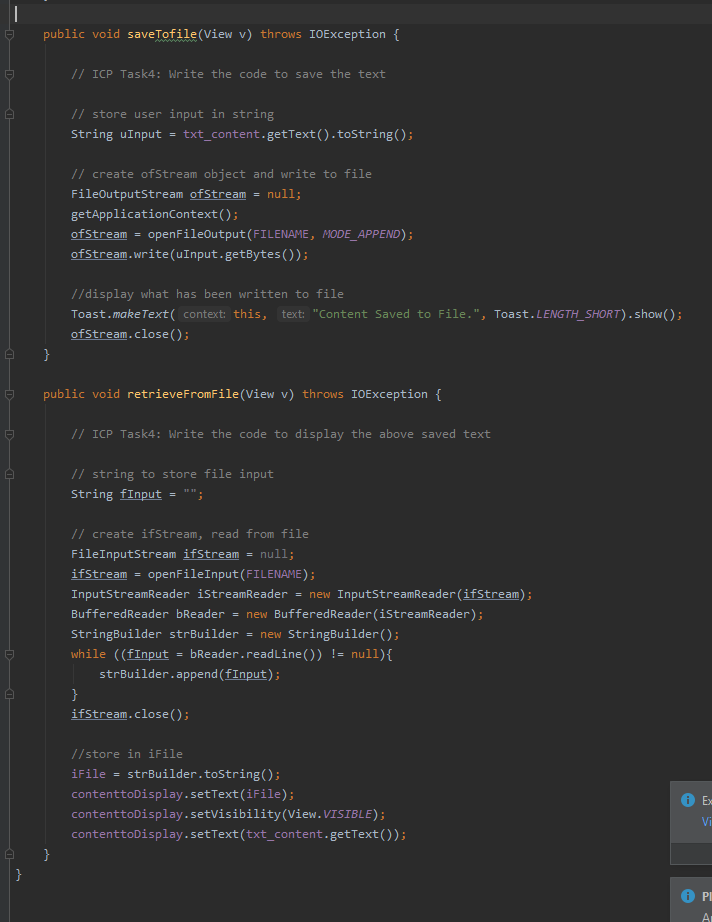 public void saveTofile(View v) throws IOException {
// ICP Task4: Write the code to save the text
// store user input in string
String uInput = txt_content.getText().toString();
// create ofStream object and write to file
FileOutputStream ofStream = null;
getApplicationContext();
ofStream = openFileOutput(FILENAME, MODE_APPEND);
ofStream.write(uInput.getBytes());
//display what has been written to file
Toast.makeText( context: this, text: "Content Saved to File.", Toast.LENGTH_SHORT).show();
ofStream.close();
}
public void retrieveFromFile(View v) throws IOException {
// ICP Task4: Write the code to display the above saved text
// string to store file input
String fInput = "";
// create ifStream, read from file
FileInputStream ifStream = null;
ifStream = openFileInput(FILENAME);
InputStreamReader iStreamReader = new InputStreamReader(ifStream);
BufferedReader bReader = new BufferedReader(iStreamReader);
StringBuilder strBuilder = new StringBuilder();
while ((fInput = bReader.readLine()) != null){
strBuilder.append(fInput);
}
ifStream.close();
//store in iFile
iFile = strBuilder.toString();
contenttoDisplay.setText(iFile);
contenttoDisplay.setVisibility(View.VISIBLE);
contenttoDisplay.setText(txt_content.getText());
}
}